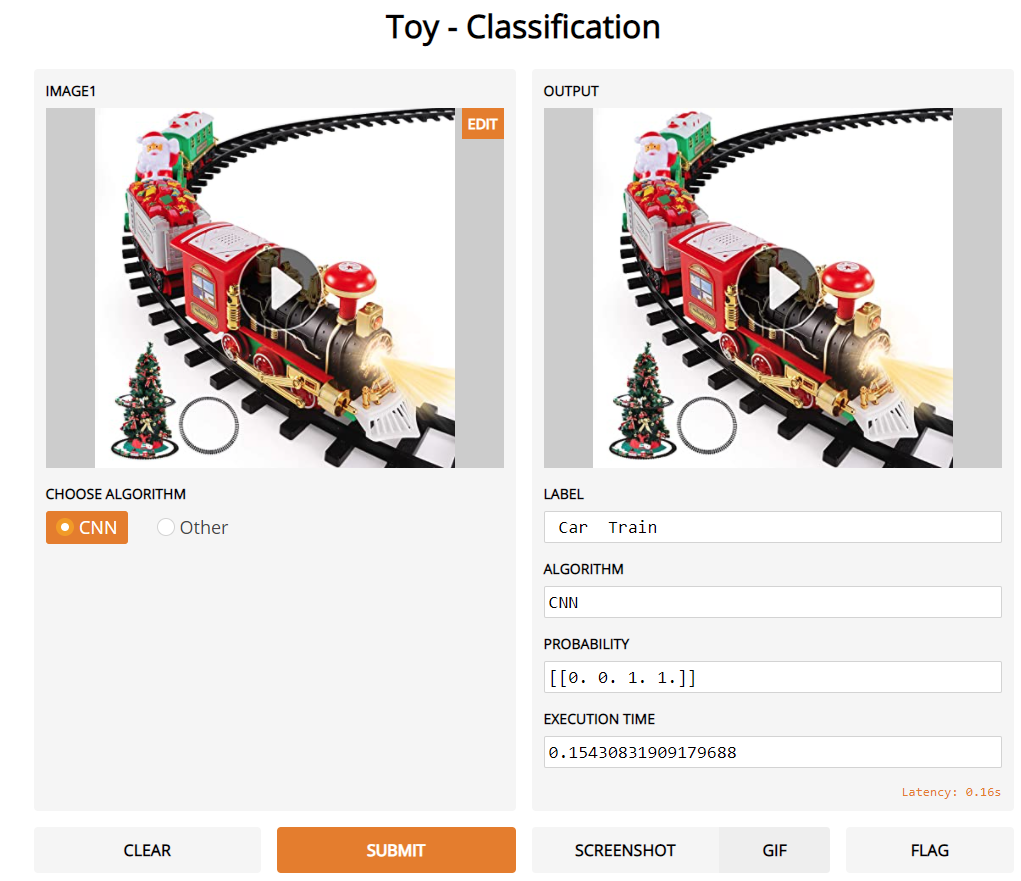 Toy - Classification
IMAGE1
EDIT
CHOOSE ALGORITHM
CNN
Other
OUTPUT
LABEL
Car Train
ALGORITHM
CNN
PROBABILITY
[[0. 0. 1. 1.]]
EXECUTION TIME
0.15430831909179688
Latency: 0.16s
CLEAR
SUBMIT
SCREENSHOT
GIF
FLAG